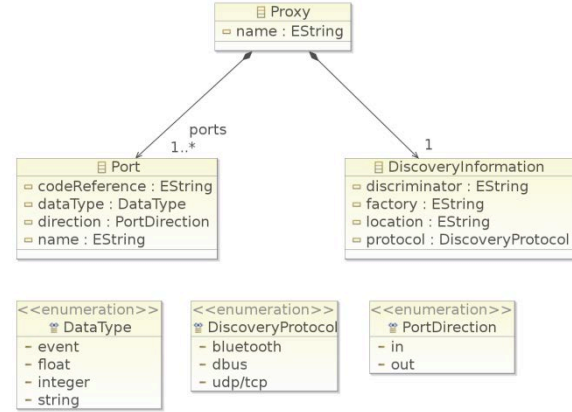 Proxy
name : EString
ports
1..*
1
Port
codeReference : EString
dataType : DataType
direction : PortDirection
name : EString
DiscoveryInformation
discriminator : EString
factory : EString
location : EString
protocol : DiscoveryProtocol
<<enumeration>>
DataType
- event
- float
- integer
- string
<<enumeration>>
DiscoveryProtocol
- bluetooth
- dbus
- udp/tcp
<<enumeration>>
PortDirection
- in
- out